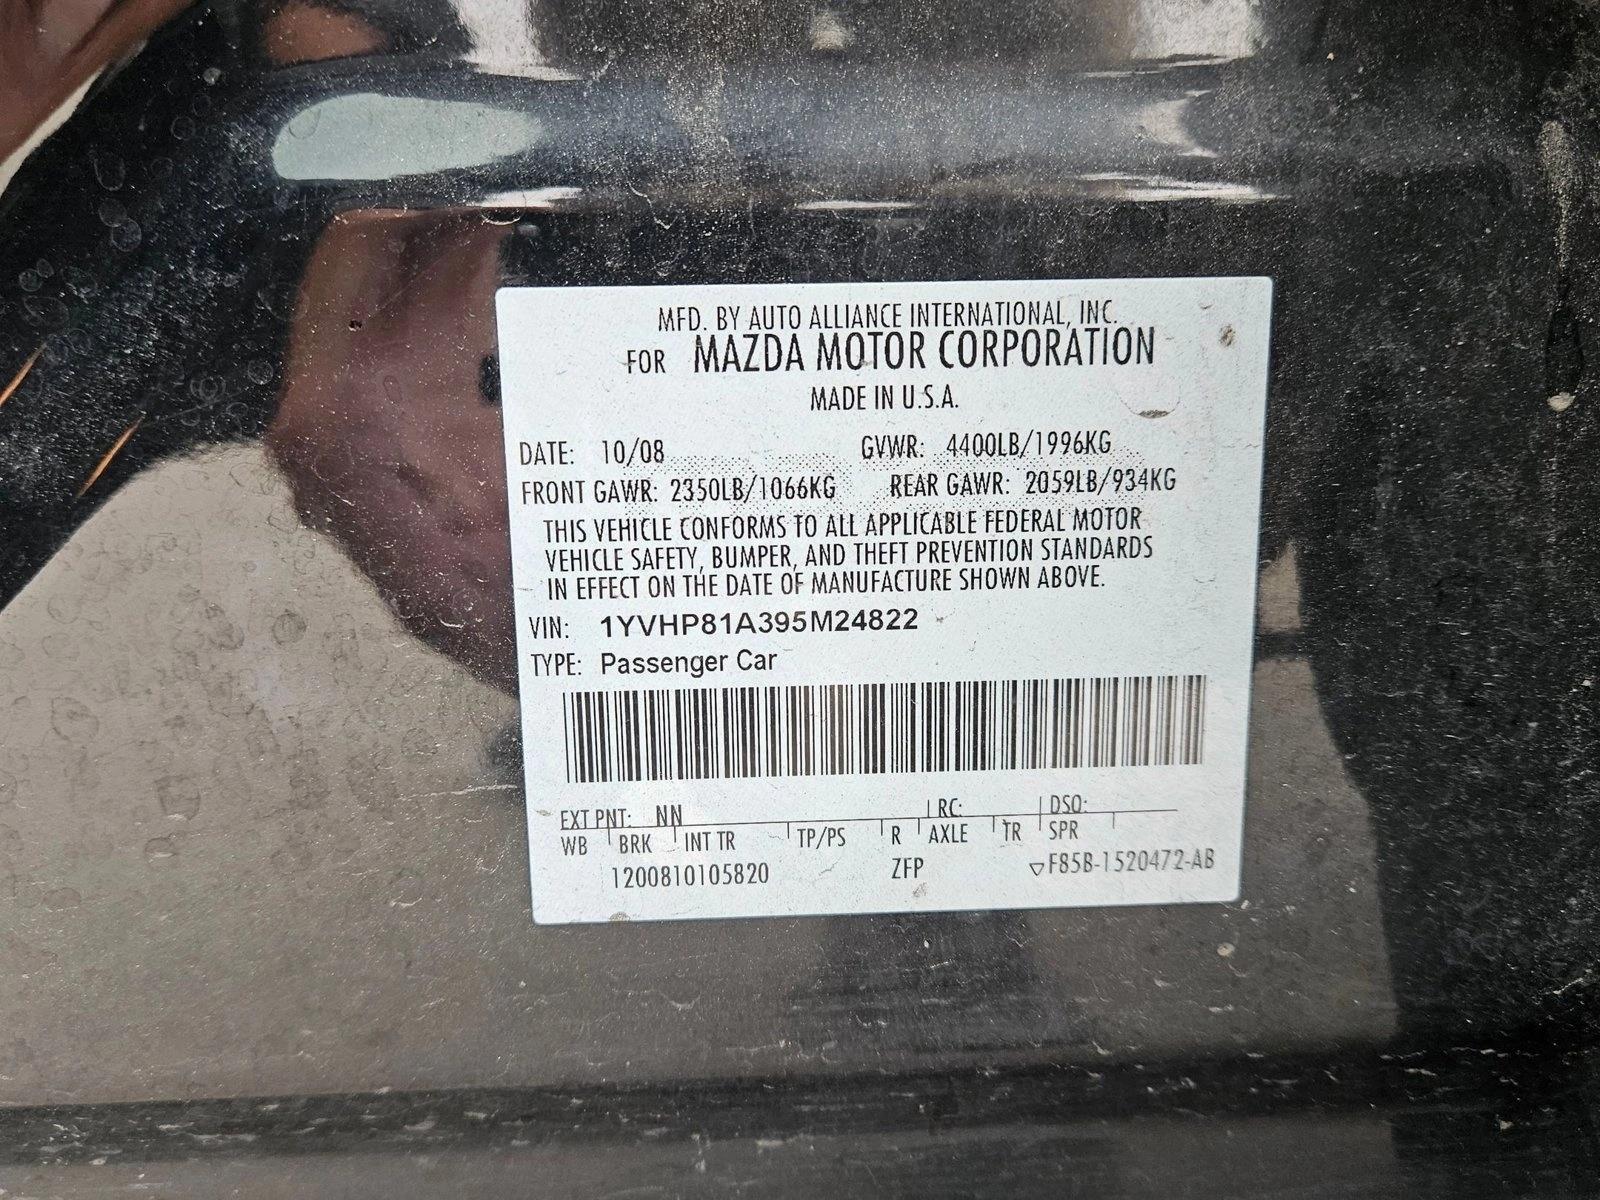 MFD. BY AUTO ALLIANCE INTERNATIONAL, INC.
FOR MAZDA MOTOR CORPORATION
MADE IN U.S.A.
DATE: 10/08 GVWR: 4400LB/1996KG
FRONT GAWR: 2350LB/1066KG REAR GAWR: 2059LB/934KG
THIS VEHICLE CONFORMS TO ALL APPLICABLE FEDERAL MOTOR
VEHICLE SAFETY, BUMPER, AND THEFT PREVENTION STANDARDS
IN EFFECT ON THE DATE OF MANUFACTURE SHOWN ABOVE.
VIN: 1YVHP81A395M24822
TYPE: Passenger Car
EXT PNT: NN RC: DSO:
WB BRK INT TR TP/PS R AXLE TR SPR
1200810105820 ZFP ▽F85B-1520472-AB